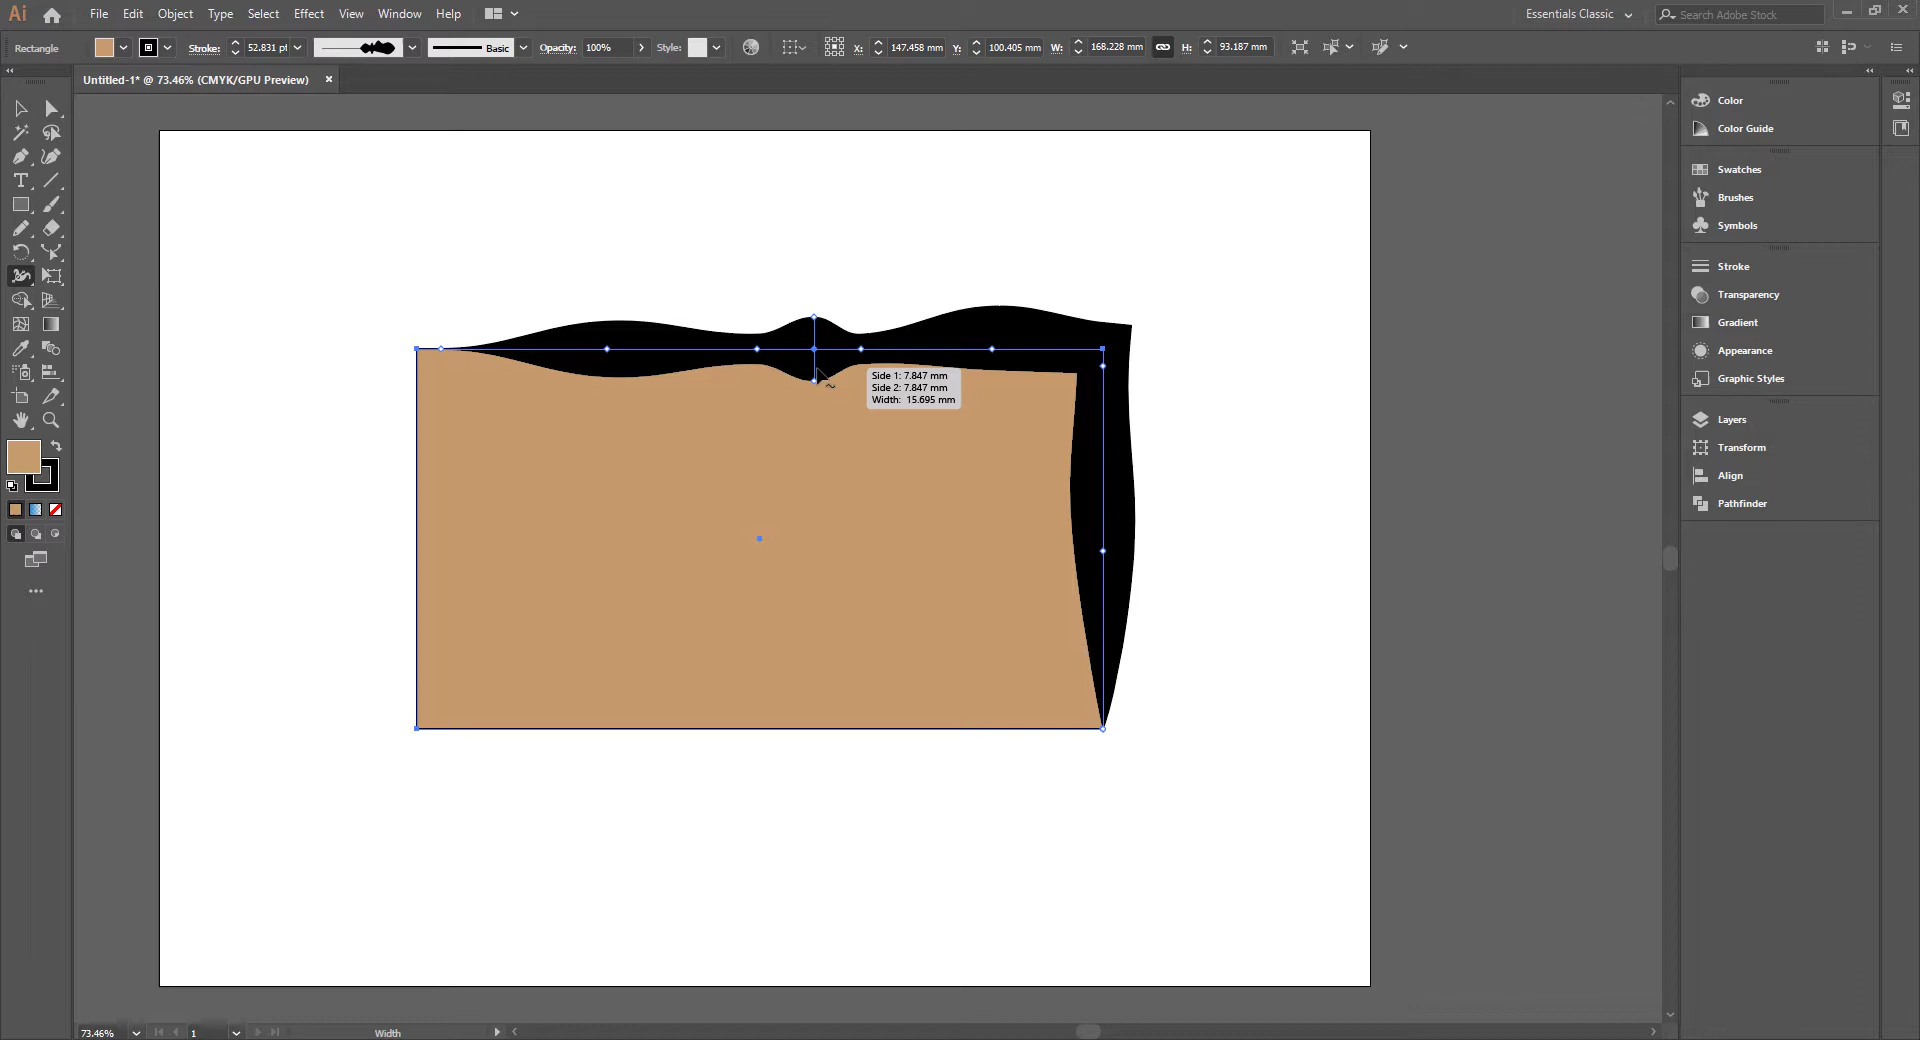 Ai File Edit Object Type Select Effect View Window Help Essentials Classic Search Adobe Stock
Rectangle Stroke: 52.831 pt Basic Opacity: 100% Style: X: 147.458 mm Y: 100.405 mm W: 168.228 mm H: 93.187 mm
Untitled-1* @ 73.46% (CMYK/GPU Preview)
Color
Color Guide
Swatches
Brushes
Symbols
Stroke
Transparency
Gradient
Appearance
Graphic Styles
Layers
Transform
Align
Pathfinder
Side 1: 7.847 mm
Side 2: 7.847 mm
Width: 15.695 mm
73.46% 1 Width